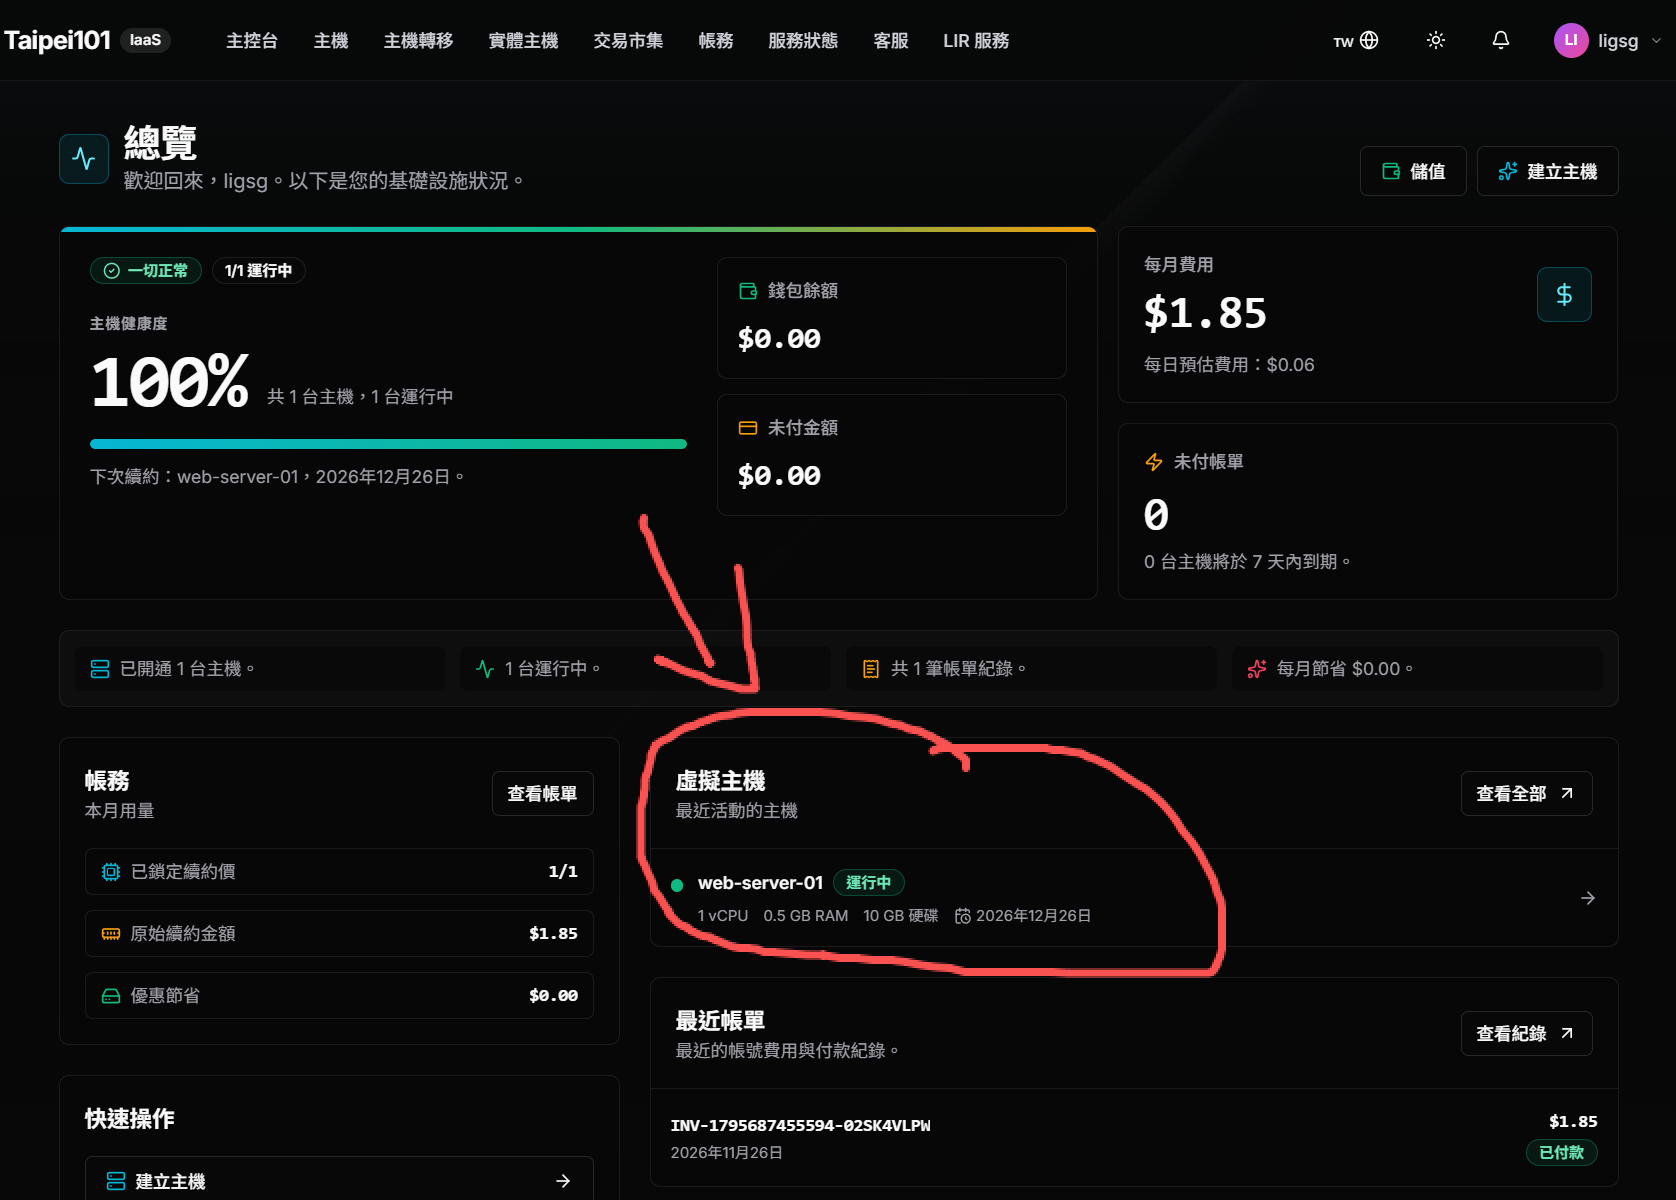 Taipei101 IaaS 主控台 主機 主機轉移 實體主機 交易市集 帳務 服務狀態 客服 LIR 服務 TW LI ligsg
總覽
歡迎回來，ligsg。以下是您的基礎設施狀況。
儲值 建立主機
一切正常 1/1 運行中
主機健康度
100% 共 1 台主機，1 台運行中
下次續約：web-server-01，2026年12月26日。
錢包餘額
$0.00
未付金額
$0.00
每月費用
$1.85
每日預估費用：$0.06
未付帳單
0
0 台主機將於 7 天內到期。
已開通 1 台主機。 1 台運行中。 共 1 筆帳單紀錄。 每月節省 $0.00。
帳務
本月用量
查看帳單
已鎖定續約價 1/1
原始續約金額 $1.85
優惠節省 $0.00
快速操作
建立主機
虛擬主機
最近活動的主機
查看全部
web-server-01 運行中
1 vCPU 0.5 GB RAM 10 GB 硬碟 2026年12月26日
最近帳單
最近的帳號費用與付款紀錄。
查看紀錄
INV-1795687455594-02SK4VLPW $1.85
2026年11月26日 已付款